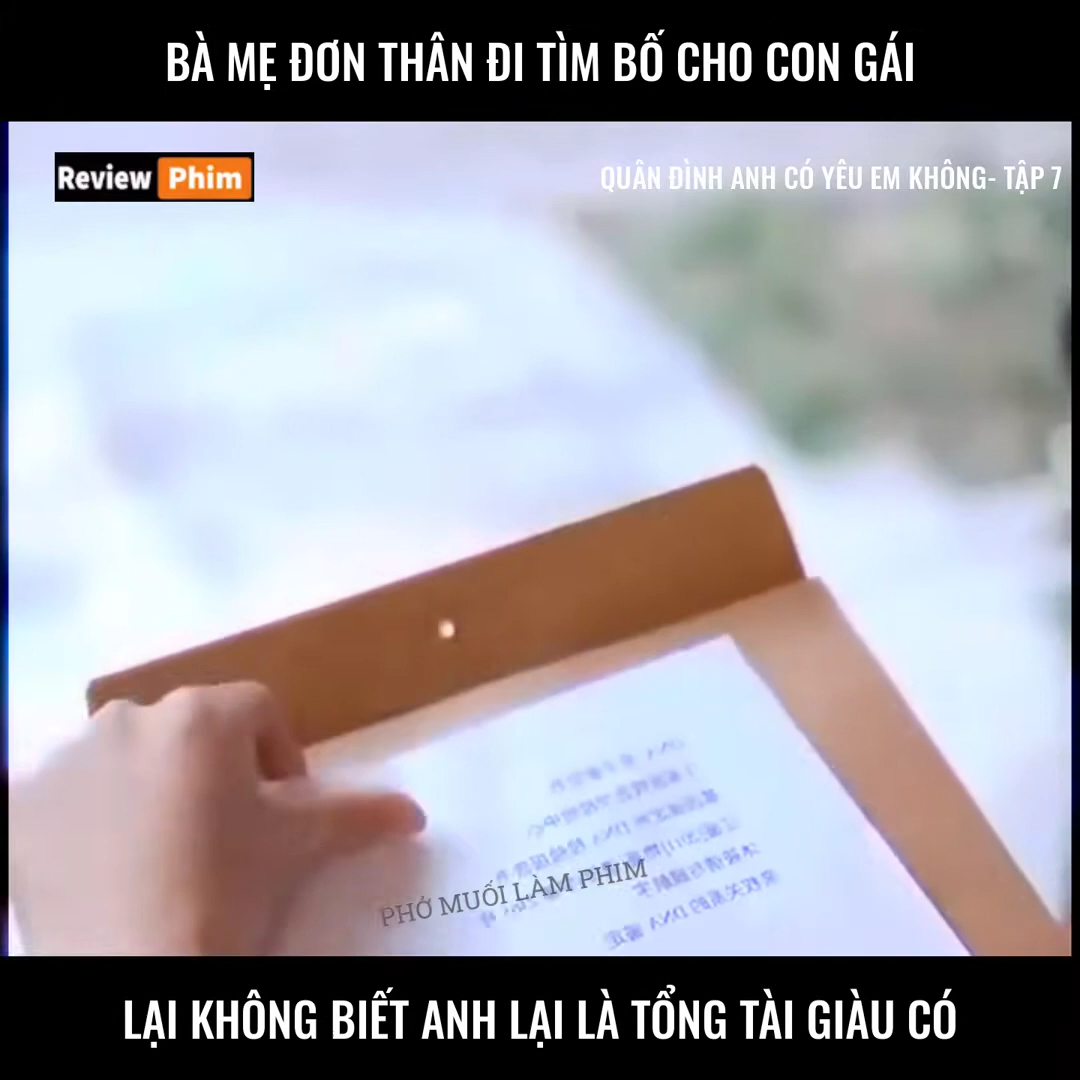 BÀ MẸ ĐƠN THÂN ĐI TÌM BỐ CHO CON GÁI
Review Phim
QUÂN ĐÌNH ANH CÓ YÊU EM KHÔNG- TẬP 7
PHỞ MUỐI LÀM PHIM
LẠI KHÔNG BIẾT ANH LẠI LÀ TỔNG TÀI GIÀU CÓ